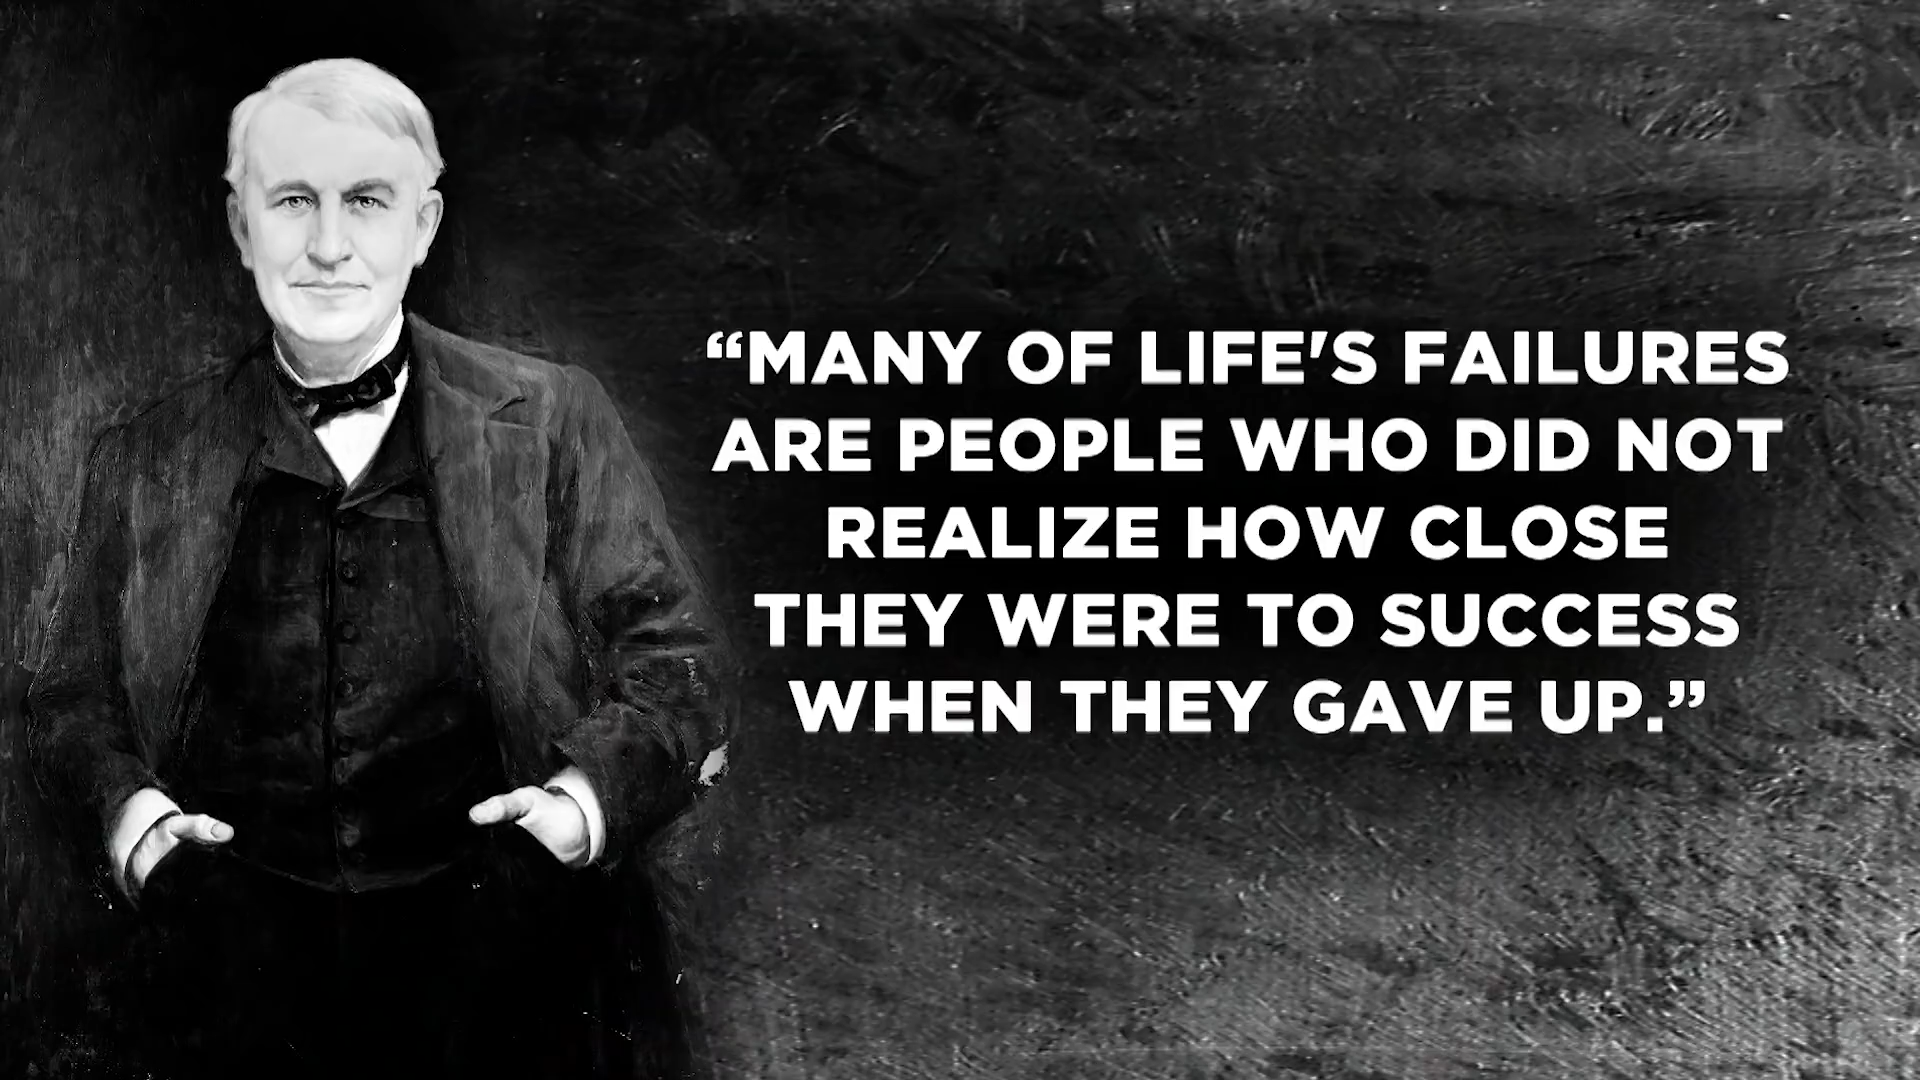 “MANY OF LIFE'S FAILURES
ARE PEOPLE WHO DID NOT
REALIZE HOW CLOSE
THEY WERE TO SUCCESS
WHEN THEY GAVE UP.”